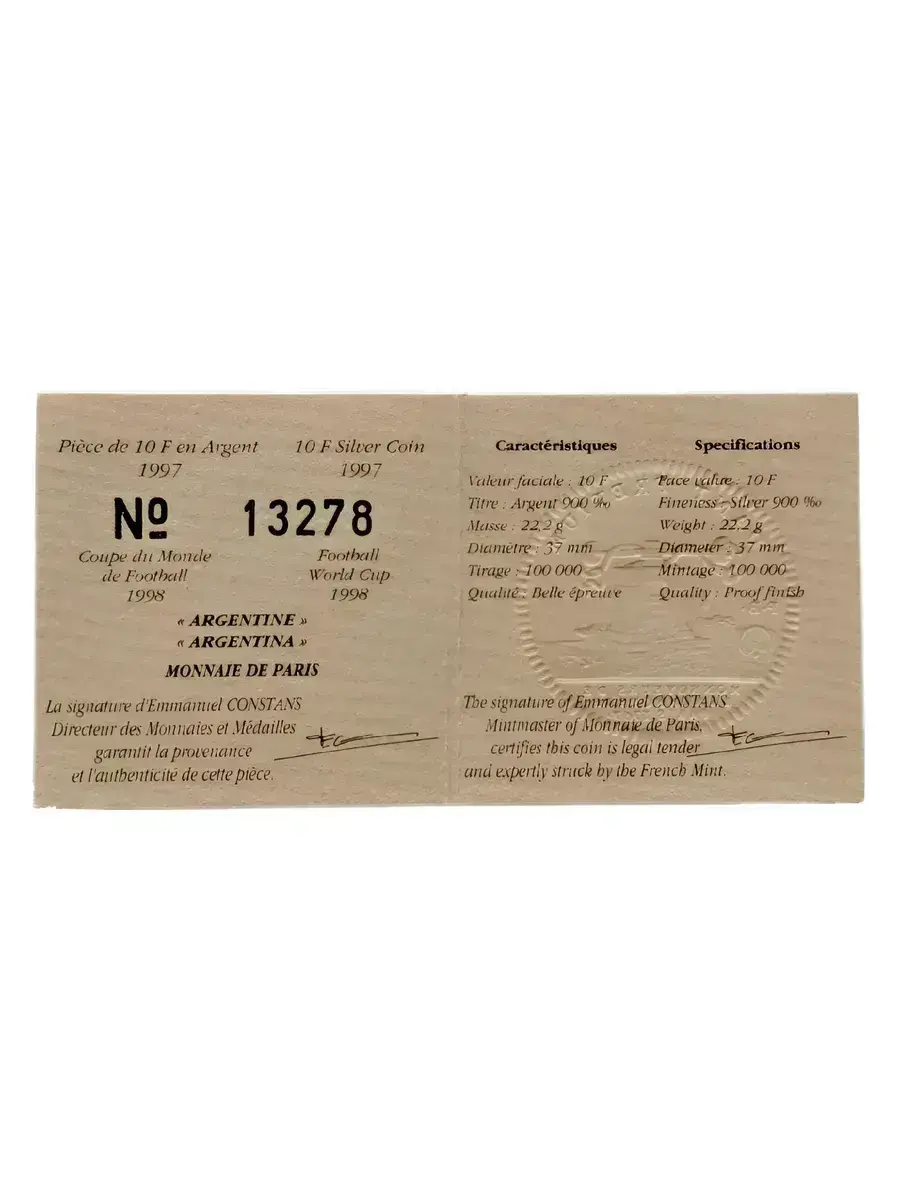 Pièce de 10 F en Argent
1997
10 F Silver Coin
1997
Nº 13278
Coupe du Monde
de Football
1998
Football
World Cup
1998
« ARGENTINE »
« ARGENTINA »
MONNAIE DE PARIS
La signature d'Emmanuel CONSTANS
Directeur des Monnaies et Médailles
garantit la provenance
et l'authenticité de cette pièce.
Caractéristiques
Valeur faciale : 10 F
Titre : Argent 900 ‰
Masse : 22,2 g
Diamètre : 37 mm
Tirage : 100 000
Qualité : Belle épreuve
Specifications
Face value : 10 F
Fineness : Silver 900 ‰
Weight : 22,2 g
Diameter : 37 mm
Mintage : 100 000
Quality : Proof finish
The signature of Emmanuel CONSTANS
Mintmaster of Monnaie de Paris,
certifies this coin is legal tender
and expertly struck by the French Mint.